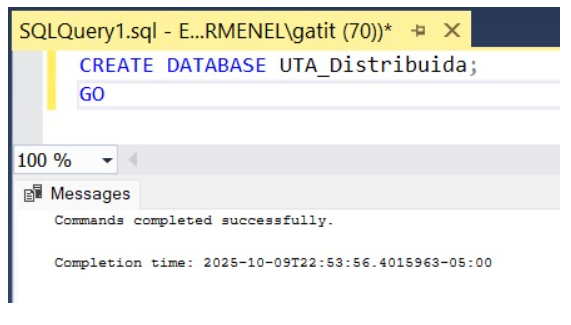 SQLQuery1.sql - E...RMENEL\gatit (70))*
CREATE DATABASE UTA_Distribuida;
GO
100 %
Messages
Commands completed successfully.
Completion time: 2025-10-09T22:53:56.4015963-05:00